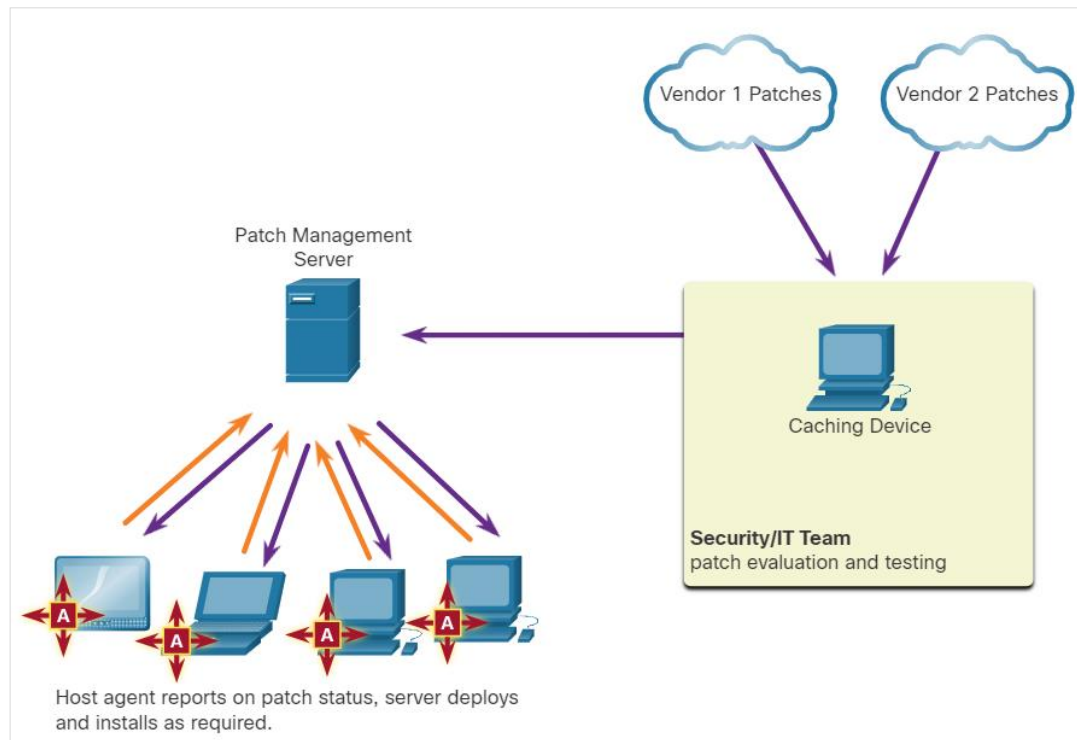 Vendor 1 Patches
Vendor 2 Patches
Patch Management
Server
Caching Device
Security/IT Team
patch evaluation and testing
A
A
A
A
Host agent reports on patch status, server deploys
and installs as required.